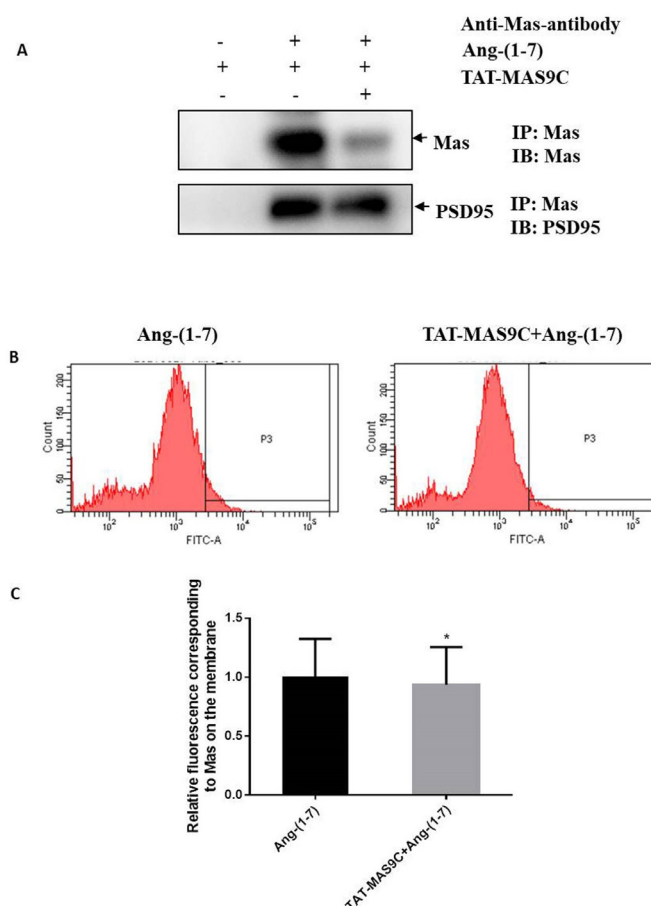 A
Anti-Mas-antibody
- + +
Ang-(1-7)
+ + +
TAT-MAS9C
- - +
Mas
IP: Mas
IB: Mas
PSD95
IP: Mas
IB: PSD95
B
Ang-(1-7)
TAT-MAS9C+Ang-(1-7)
Count
0 50 100 150 200
P3
10² 10³ 10⁴ 10⁵
FITC-A
Count
0 50 100 150 200
P3
10² 10³ 10⁴ 10⁵
FITC-A
C
Relative fluorescence corresponding
to Mas on the membrane
1.5
1.0
0.5
0.0
*
Ang-(1-7)
TAT-MAS9C+Ang-(1-7)